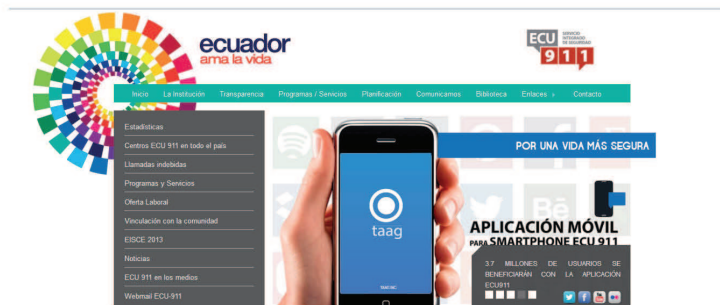 ecuador
ama la vida
ECU
SERVICIO
INTEGRADO
DE SEGURIDAD
911
Inicio La Institución Transparencia Programas / Servicios Planificación Comunicamos Biblioteca Enlaces Contacto
Estadísticas
Centros ECU 911 en todo el país
Llamadas indebidas
Programas y Servicios
Oferta Laboral
Vinculación con la comunidad
EISCE 2013
Noticias
ECU 911 en los medios
Webmail ECU-911
taag
POR UNA VIDA MÁS SEGURA
Bē
APLICACIÓN MÓVIL
PARA SMARTPHONE ECU 911
3.7 MILLONES DE USUARIOS SE
BENEFICIARÁN CON LA APLICACIÓN
ECU911